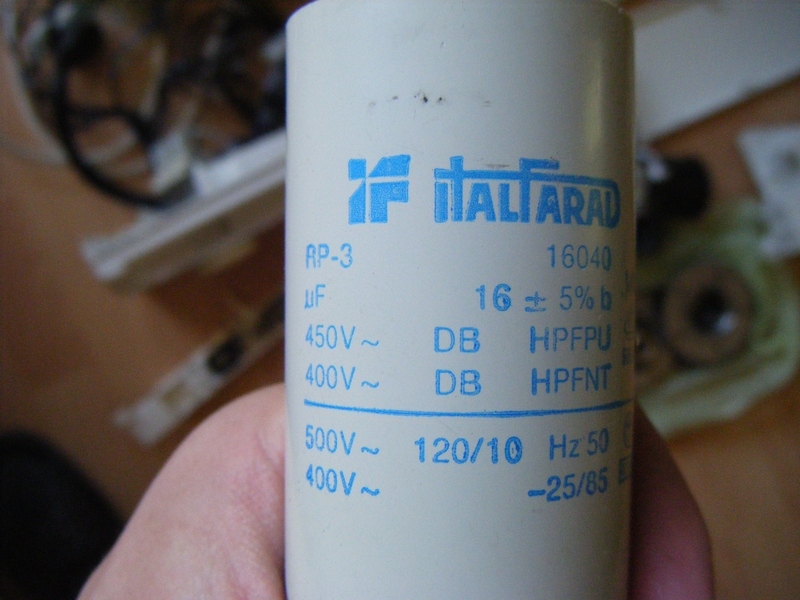 IF ITALFARAD
RP-3 16040
µF 16 ± 5% b
450V~ DB HPFPU
400V~ DB HPFNT
500V~ 120/10 Hz 50
400V~ -25/85